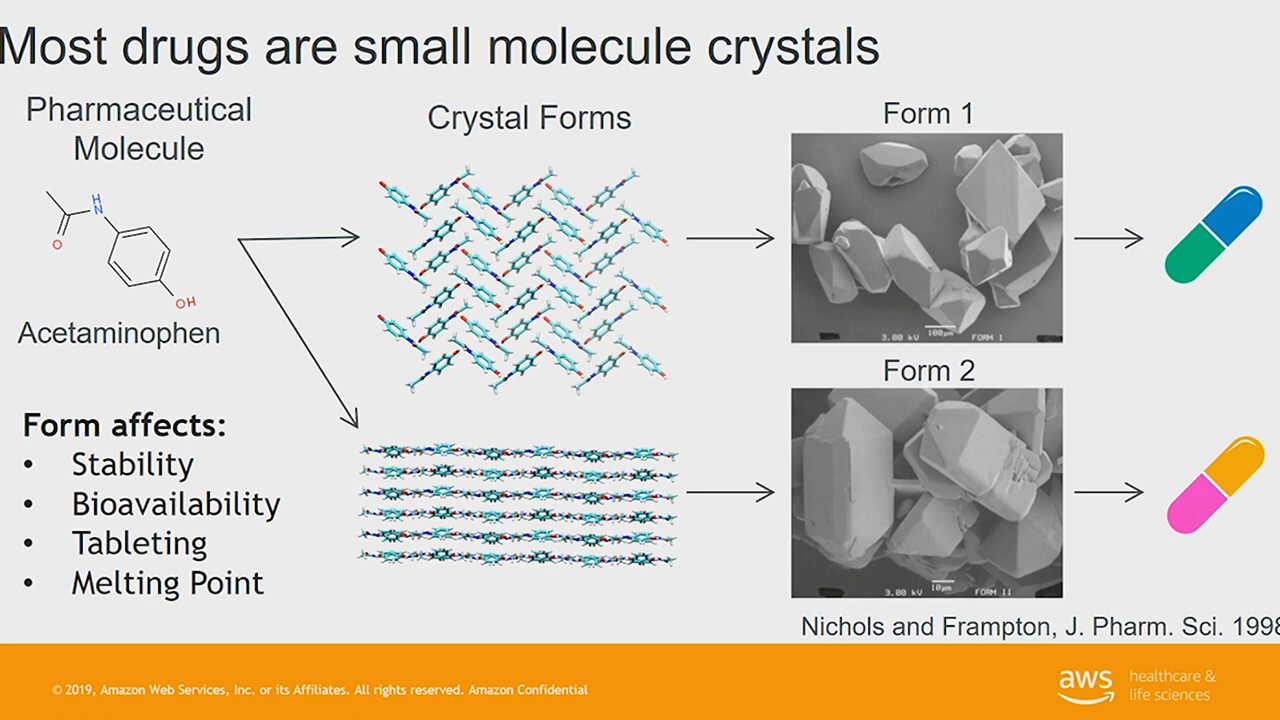 Most drugs are small molecule crystals
Pharmaceutical
Molecule
Crystal Forms
Form 1
H
N
O
OH
Acetaminophen
3.00 kV 100µm FORM I
Form 2
Form affects:
• Stability
• Bioavailability
• Tableting
• Melting Point
3.00 kV 10µm FORM II
Nichols and Frampton, J. Pharm. Sci. 1998
© 2019, Amazon Web Services, Inc. or its Affiliates. All rights reserved. Amazon Confidential
aws
healthcare &
life sciences